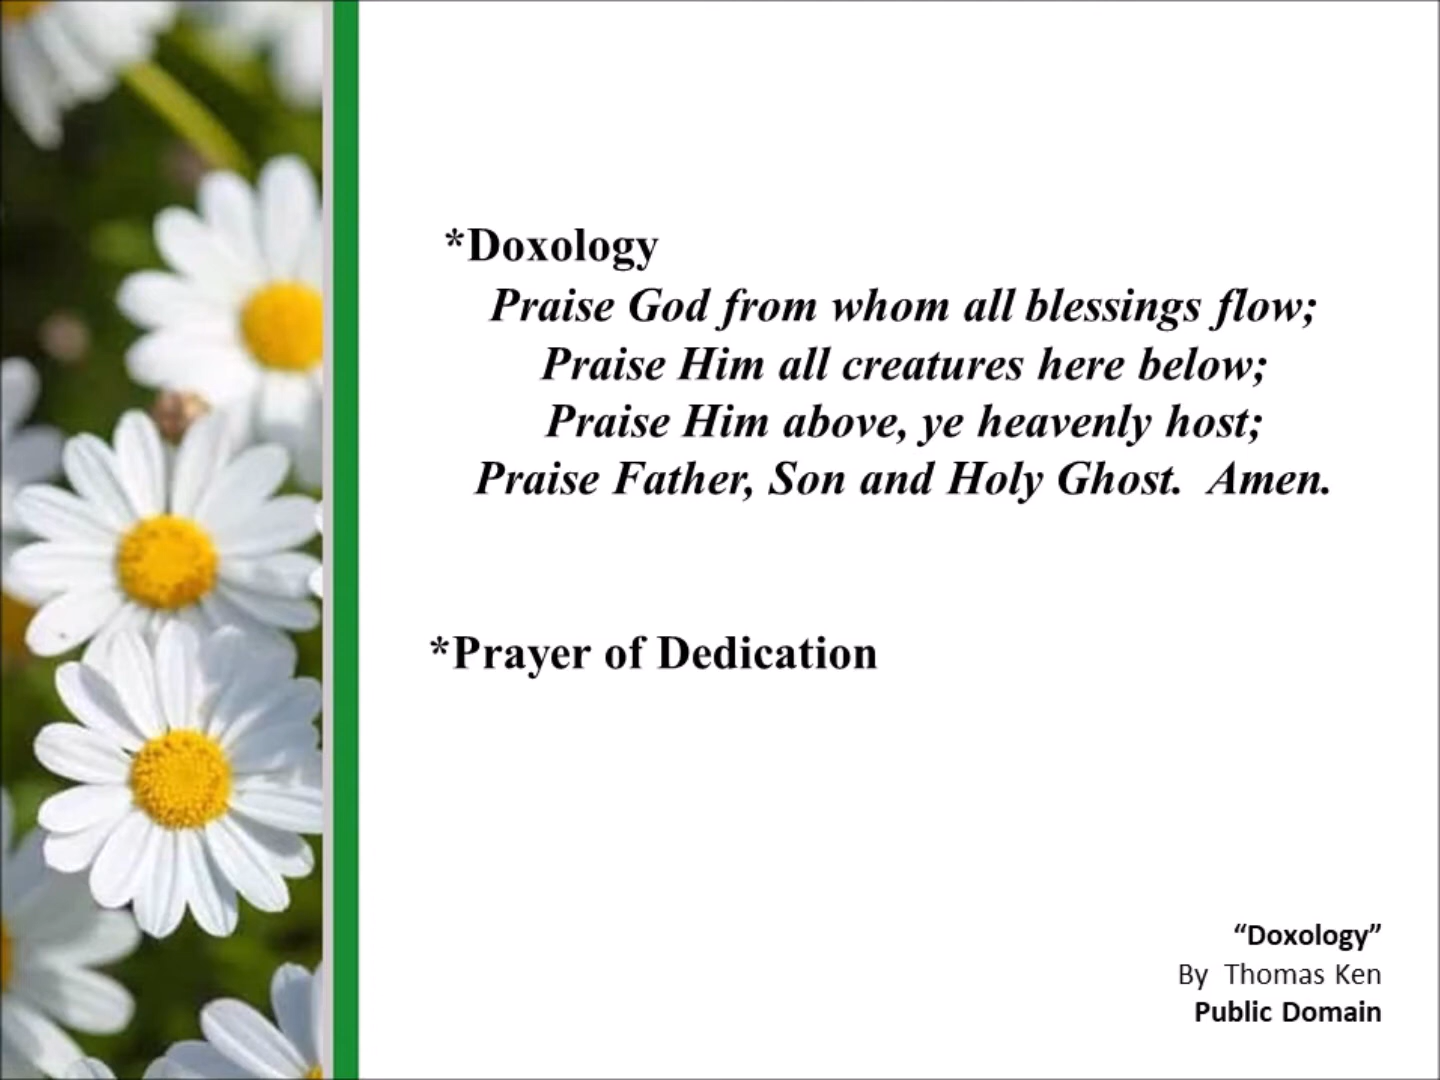 *Doxology
Praise God from whom all blessings flow;
Praise Him all creatures here below;
Praise Him above, ye heavenly host;
Praise Father, Son and Holy Ghost.  Amen.
*Prayer of Dedication
“Doxology”
By  Thomas Ken
Public Domain